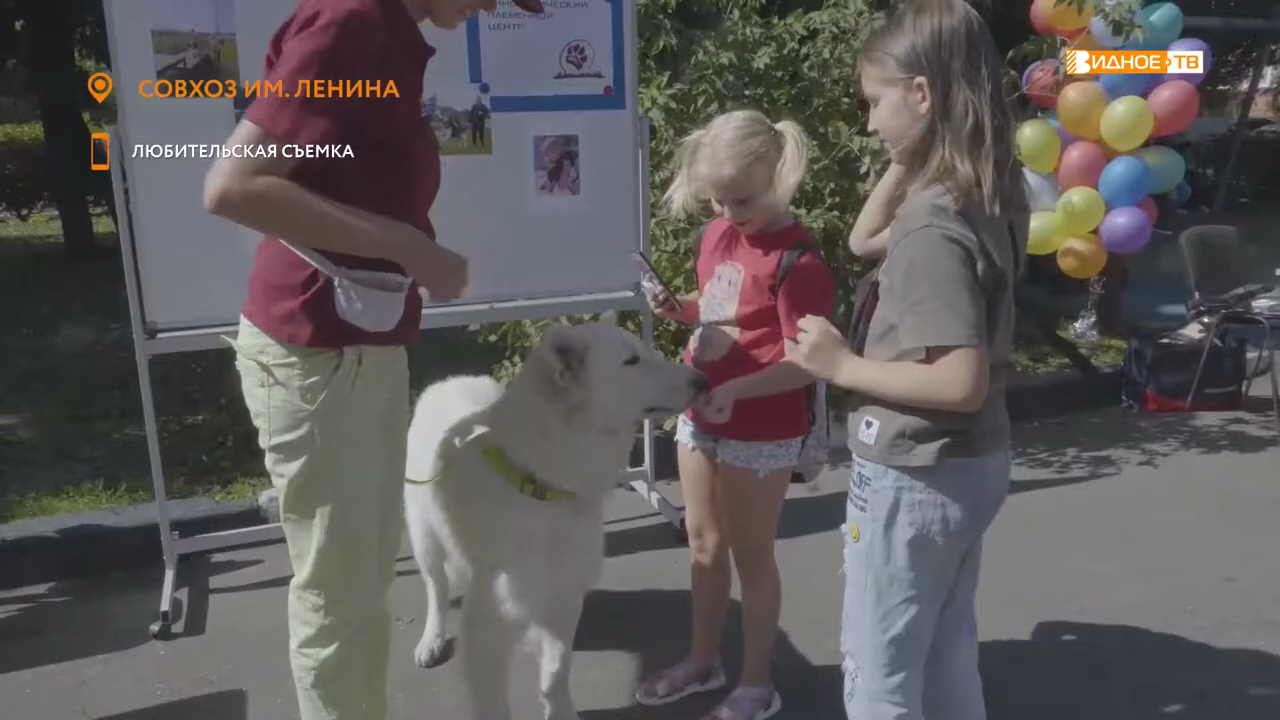 ПЛЕМЕННОЙ
ЦЕНТР
ВИДНОЕ ТВ
СОВХОЗ ИМ. ЛЕНИНА
ЛЮБИТЕЛЬСКАЯ СЪЕМКА